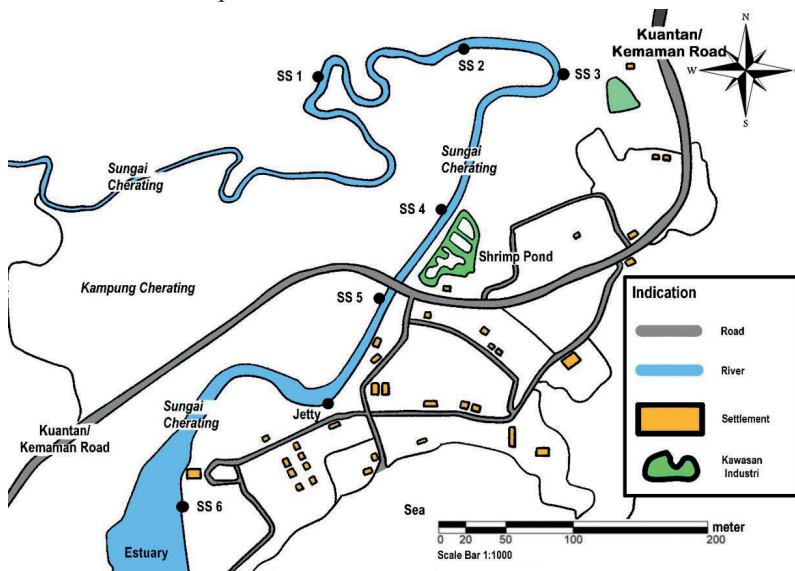 Kuantan/
Kemaman Road
N
W
E
S
SS 1
SS 2
SS 3
Sungai
Cherating
Sungai
Cherating
SS 4
Shrimp Pond
Kampung Cherating
SS 5
Indication
Road
River
Settlement
Kawasan
Industri
Jetty
Sungai
Cherating
Kuantan/
Kemaman Road
SS 6
Sea
Estuary
meter
0 20 50 100 200
Scale Bar 1:1000